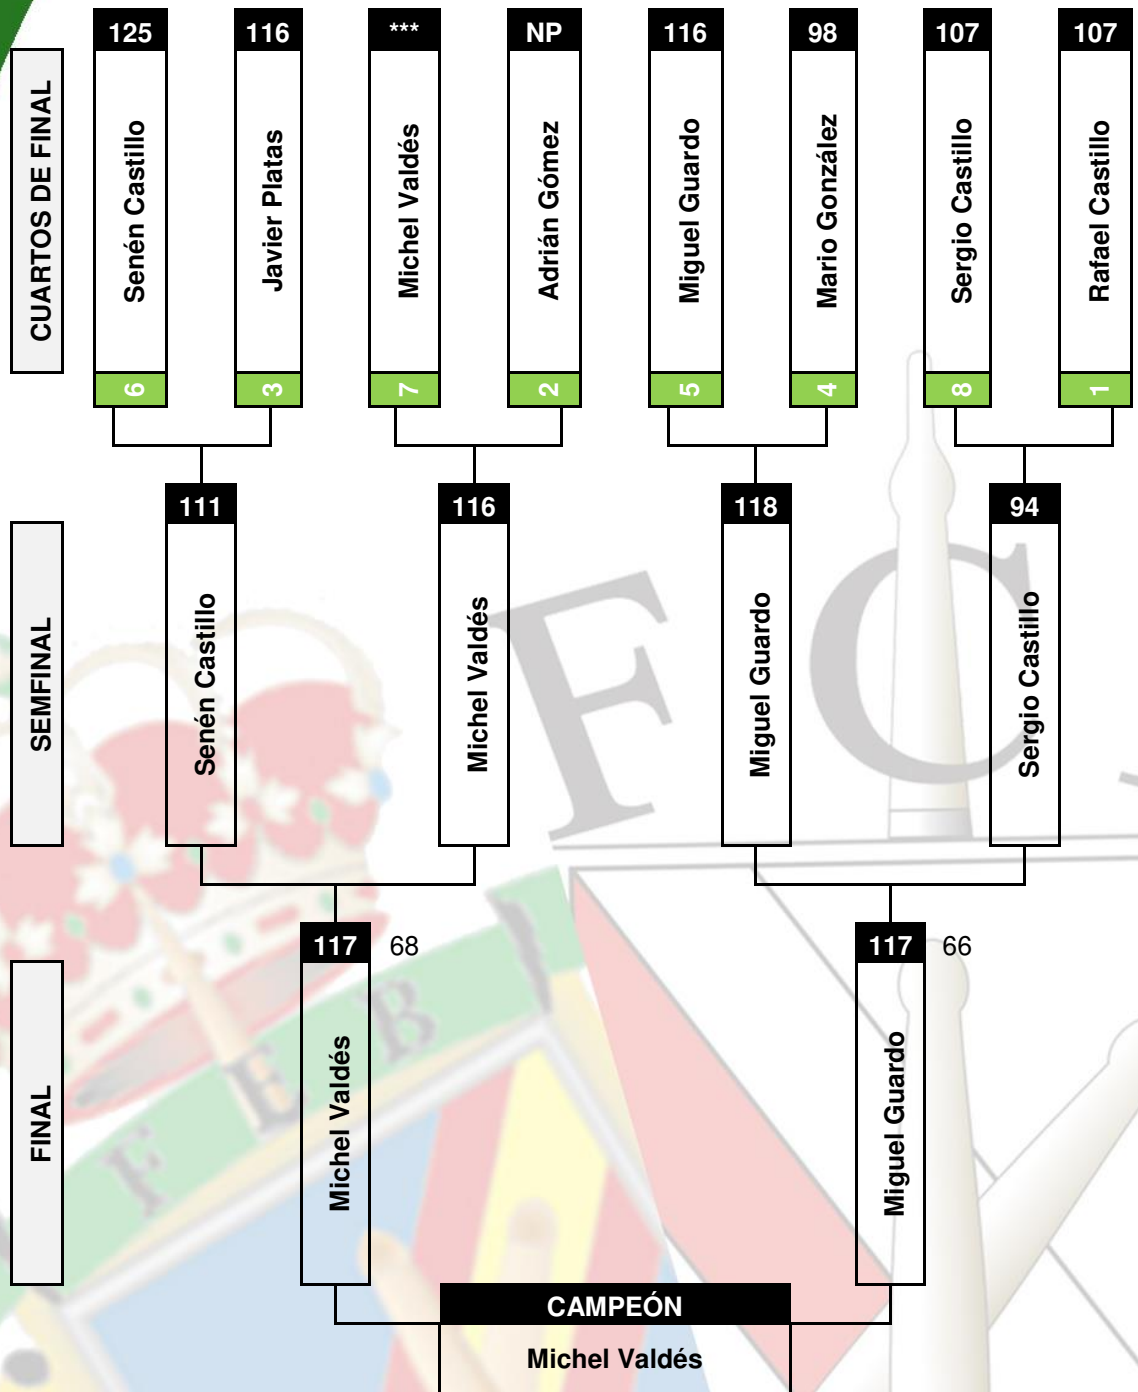 125 116 *** NP 116 98 107 107
CUARTOS DE FINAL
Senén Castillo
Javier Platas
Michel Valdés
Adrián Gómez
Miguel Guardo
Mario González
Sergio Castillo
Rafael Castillo
6 3 7 2 5 4 8 1
111 116 118 94
SEMFINAL
Senén Castillo
Michel Valdés
Miguel Guardo
Sergio Castillo
F C
117 68 117 66
FINAL
Michel Valdés
Miguel Guardo
F E B
CAMPEÓN
Michel Valdés